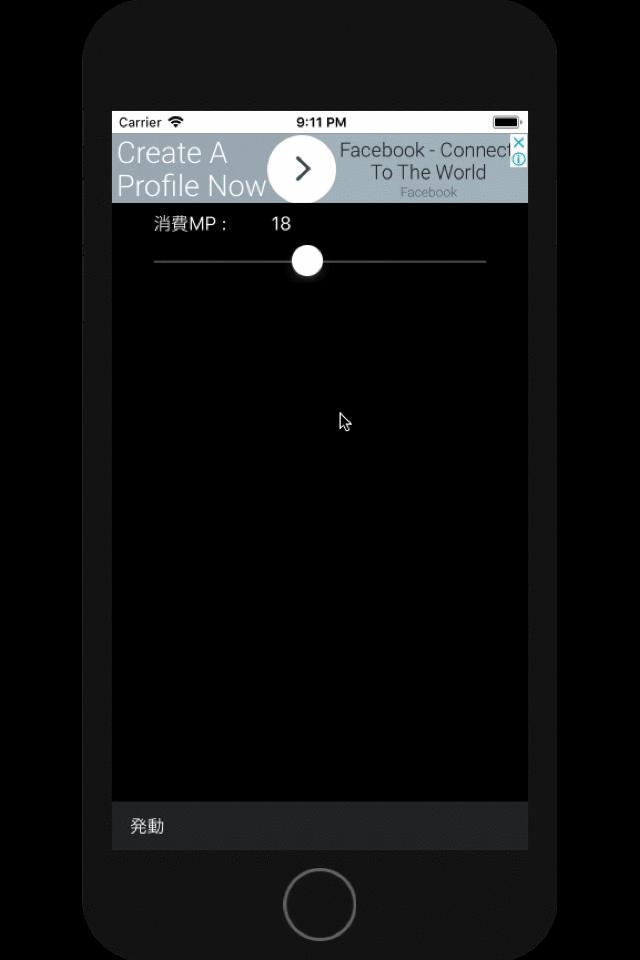 Carrier 9:11 PM
Create A
Profile Now
Facebook - Connect
To The World
Facebook
消費MP： 18
発動